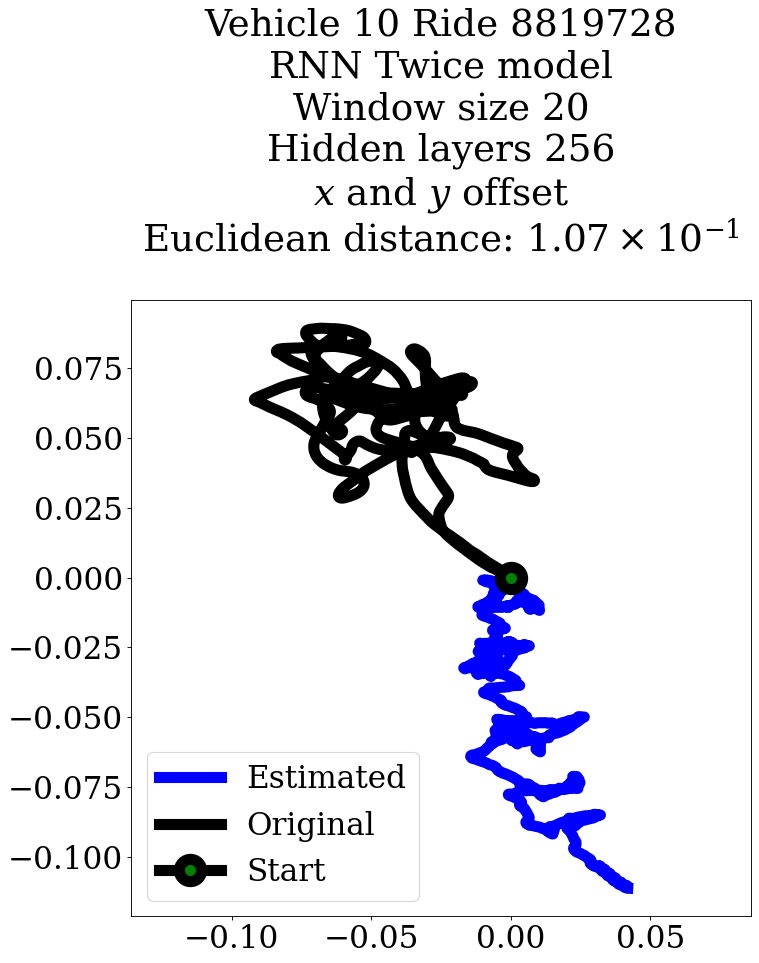 Vehicle 10 Ride 8819728
RNN Twice model
Window size 20
Hidden layers 256
x and y offset
Euclidean distance: 1.07 × 10⁻¹
0.075
0.050
0.025
0.000
−0.025
−0.050
−0.075
−0.100
Estimated
Original
Start
−0.10 −0.05 0.00 0.05